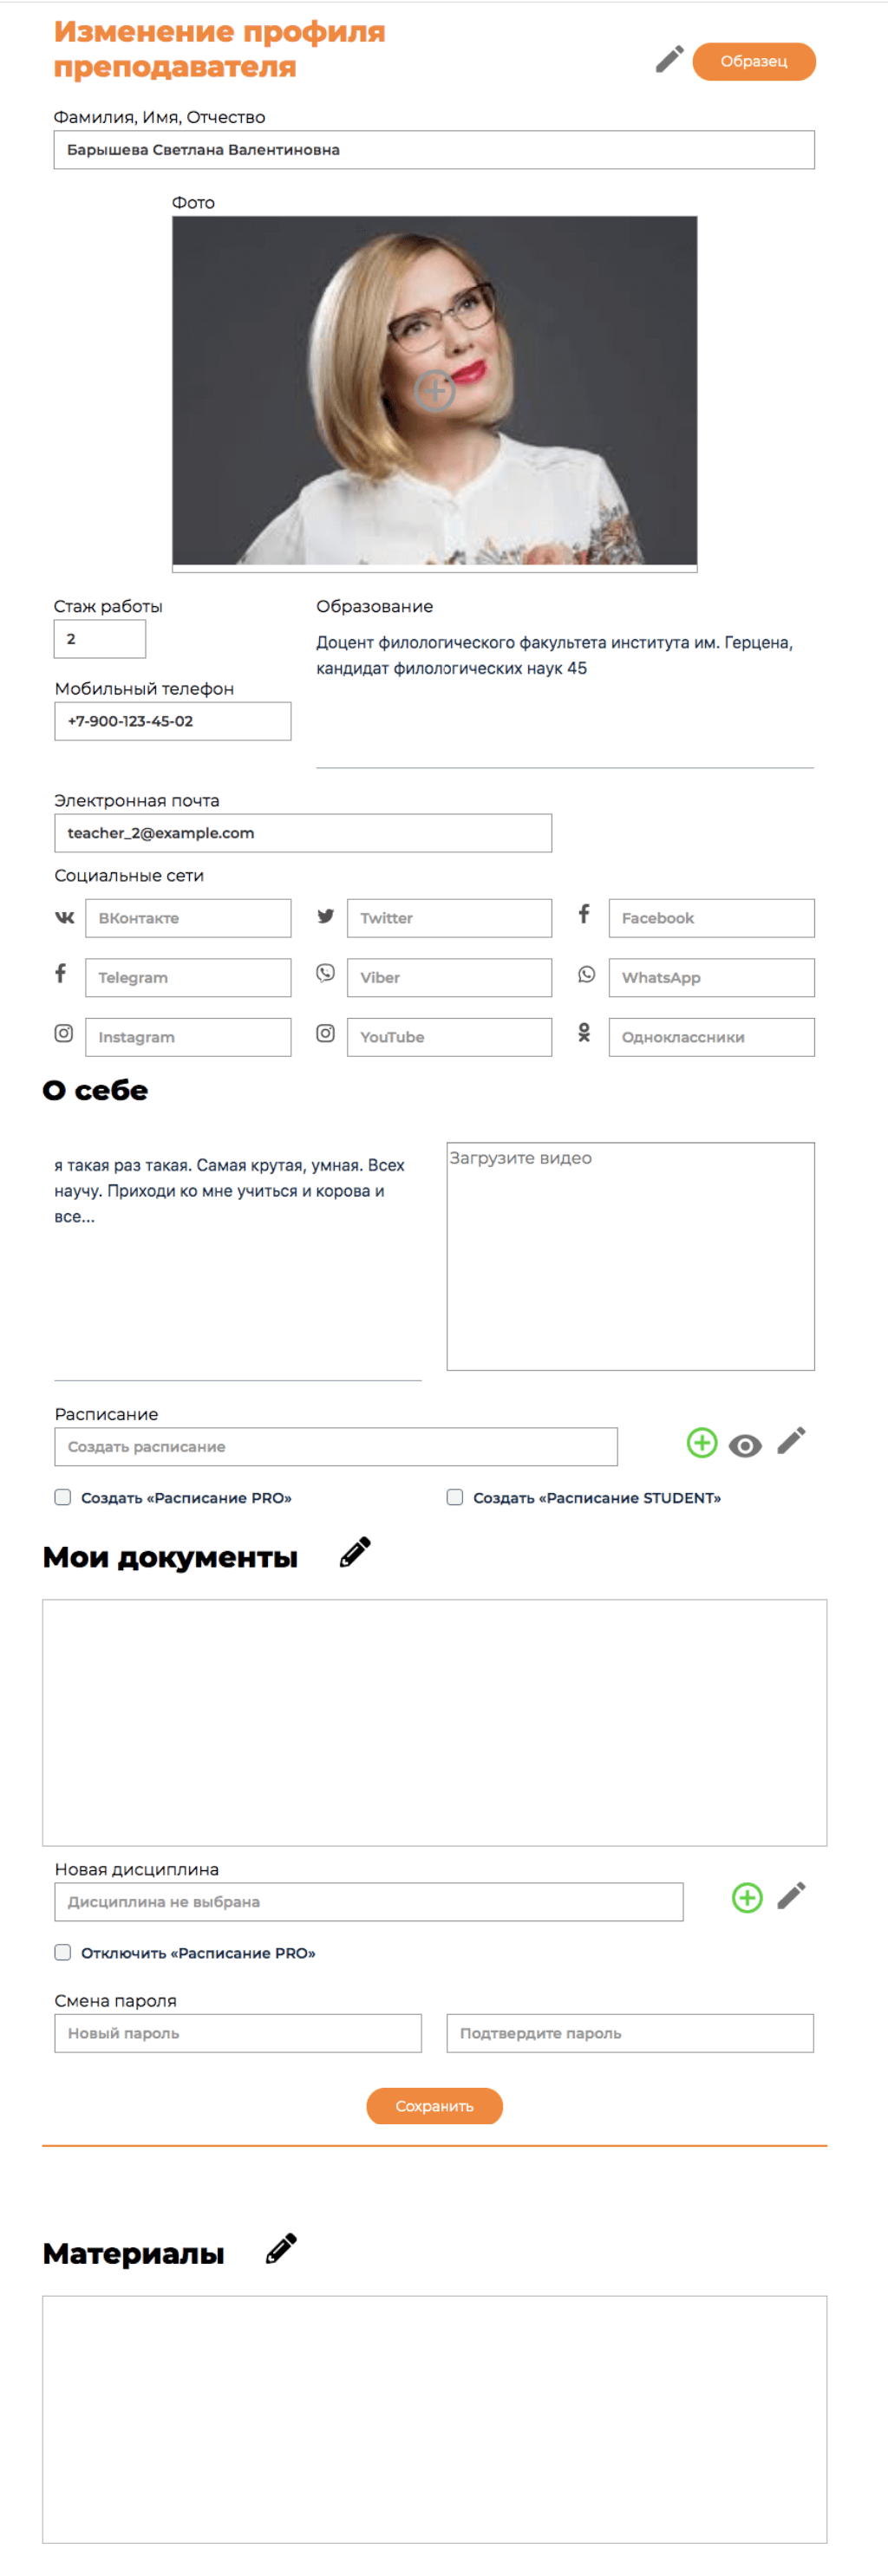 Изменение профиля
преподавателя
Образец
Фамилия, Имя, Отчество
Барышева Светлана Валентиновна
Фото
Стаж работы
2
Образование
Доцент филологического факультета института им. Герцена,
кандидат филологических наук 45
Мобильный телефон
+7-900-123-45-02
Электронная почта
teacher_2@example.com
Социальные сети
ВКонтакте
Twitter
Facebook
Telegram
Viber
WhatsApp
Instagram
YouTube
Одноклассники
О себе
я такая раз такая. Самая крутая, умная. Всех
научу. Приходи ко мне учиться и корова и
все...
Загрузите видео
Расписание
Создать расписание
Создать «Расписание PRO»
Создать «Расписание STUDENT»
Мои документы
Новая дисциплина
Дисциплина не выбрана
Отключить «Расписание PRO»
Смена пароля
Новый пароль
Подтвердите пароль
Сохранить
Материалы